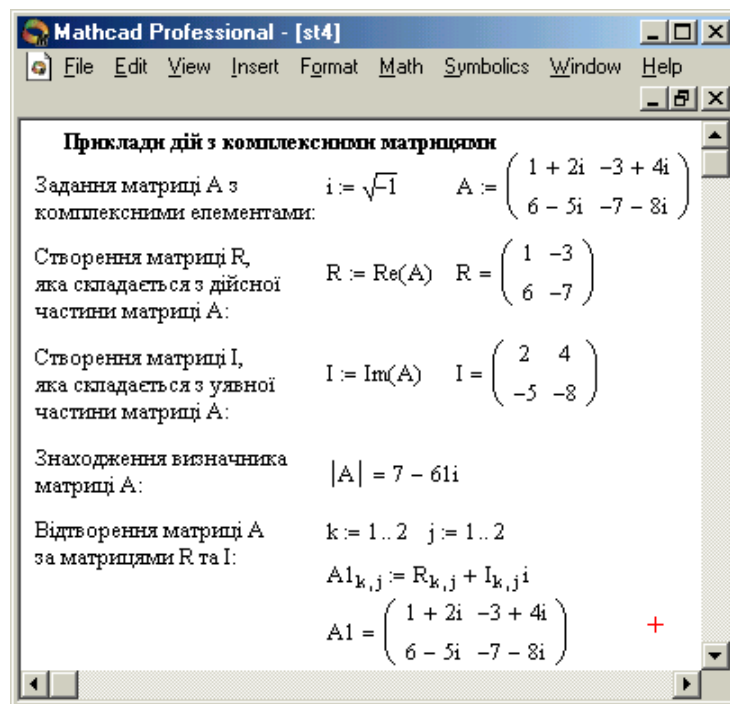 Mathcad Professional - [st4]
File Edit View Insert Format Math Symbolics Window Help
Приклади дій з комплексними матрицями
Задання матриці A з
комплексними елементами:
i := √-1
A := ( 1 + 2i -3 + 4i
6 - 5i -7 - 8i )
Створення матриці R,
яка складається з дійсної
частини матриці A:
R := Re(A)
R = ( 1 -3
6 -7 )
Створення матриці I,
яка складається з уявної
частини матриці A:
I := Im(A)
I = ( 2 4
-5 -8 )
Знаходження визначника
матриці A:
|A| = 7 - 61i
Відтворення матриці A
за матрицями R та I:
k := 1.. 2 j := 1.. 2
A1k,j := Rk,j + Ik,ji
A1 = ( 1 + 2i -3 + 4i
6 - 5i -7 - 8i )